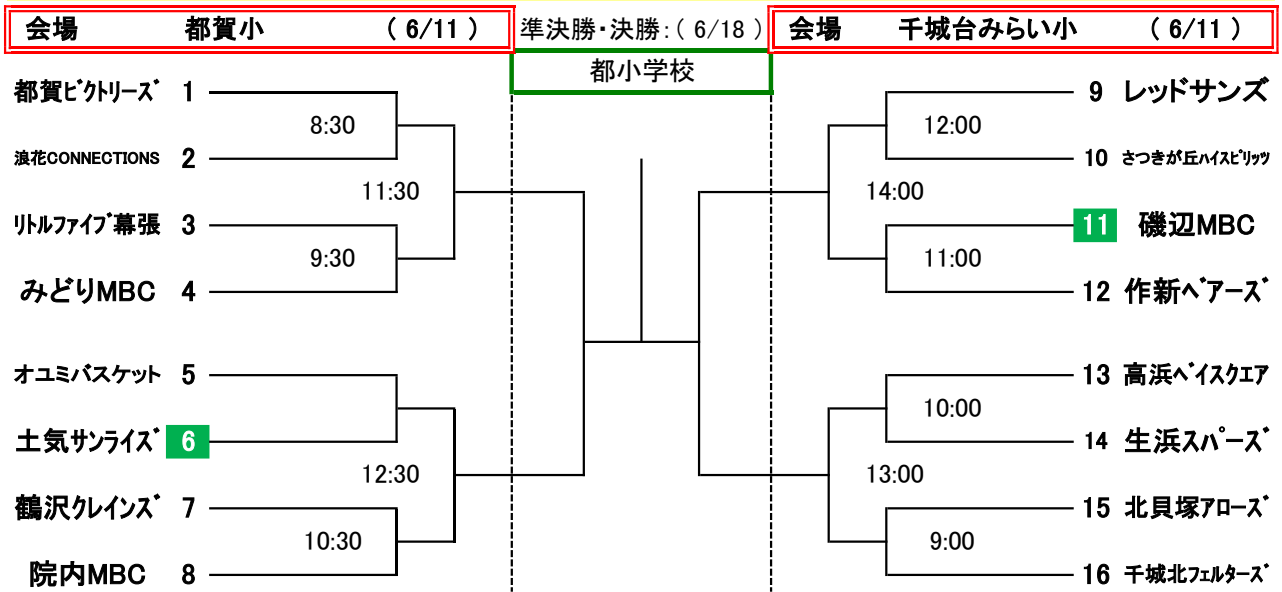 会場 都賀小 ( 6/11 ) 準決勝・決勝:( 6/18 ) 会場 千城台みらい小 ( 6/11 )
都小学校
都賀ビクトリーズ 1
8:30
浪花CONNECTIONS 2
11:30
リトルファイブ幕張 3
9:30
みどりMBC 4
オユミバスケット 5
土気サンライズ 6
12:30
鶴沢クレインズ 7
10:30
院内MBC 8
9 レッドサンズ
12:00
10 さつきが丘ハイスピリッツ
14:00
11 磯辺MBC
11:00
12 作新ベアーズ
13 高浜ベイスクエア
10:00
14 生浜スパーズ
13:00
15 北貝塚アローズ
9:00
16 千城北フェルターズ